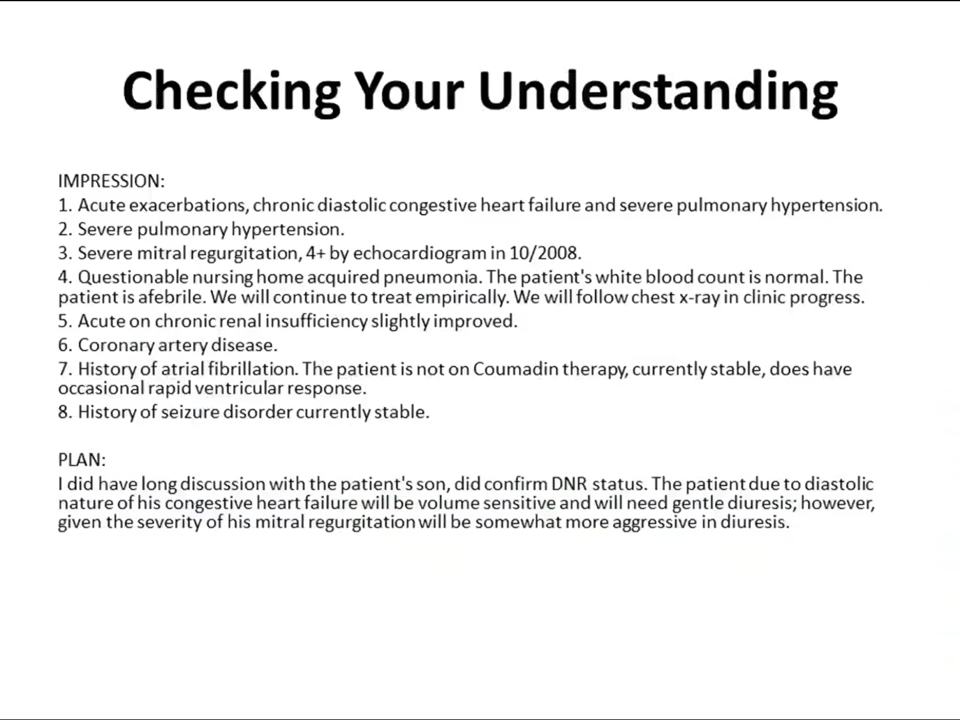 Checking Your Understanding
IMPRESSION:
1. Acute exacerbations, chronic diastolic congestive heart failure and severe pulmonary hypertension.
2. Severe pulmonary hypertension.
3. Severe mitral regurgitation, 4+ by echocardiogram in 10/2008.
4. Questionable nursing home acquired pneumonia. The patient's white blood count is normal. The
patient is afebrile. We will continue to treat empirically. We will follow chest x-ray in clinic progress.
5. Acute on chronic renal insufficiency slightly improved.
6. Coronary artery disease.
7. History of atrial fibrillation. The patient is not on Coumadin therapy, currently stable, does have
occasional rapid ventricular response.
8. History of seizure disorder currently stable.
PLAN:
I did have long discussion with the patient's son, did confirm DNR status. The patient due to diastolic
nature of his congestive heart failure will be volume sensitive and will need gentle diuresis; however,
given the severity of his mitral regurgitation will be somewhat more aggressive in diuresis.